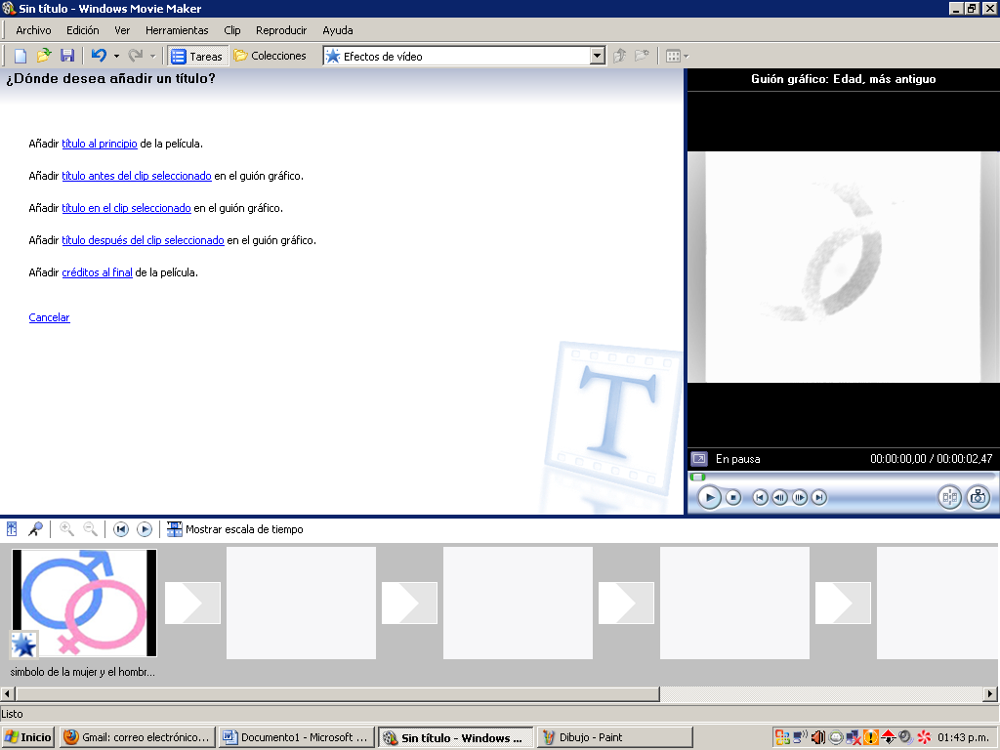 Sin título - Windows Movie Maker
Archivo Edición Ver Herramientas Clip Reproducir Ayuda
Tareas Colecciones Efectos de vídeo
¿Dónde desea añadir un título?
Añadir título al principio de la película.
Añadir título antes del clip seleccionado en el guión gráfico.
Añadir título en el clip seleccionado en el guión gráfico.
Añadir título después del clip seleccionado en el guión gráfico.
Añadir créditos al final de la película.
Cancelar
T
Guión gráfico: Edad, más antiguo
En pausa 00:00:00,00 / 00:00:02,47
Mostrar escala de tiempo
simbolo de la mujer y el hombr...
Listo
Inicio Gmail: correo electrónico... Documento1 - Microsoft ... Sin título - Windows ... Dibujo - Paint 01:43 p.m.